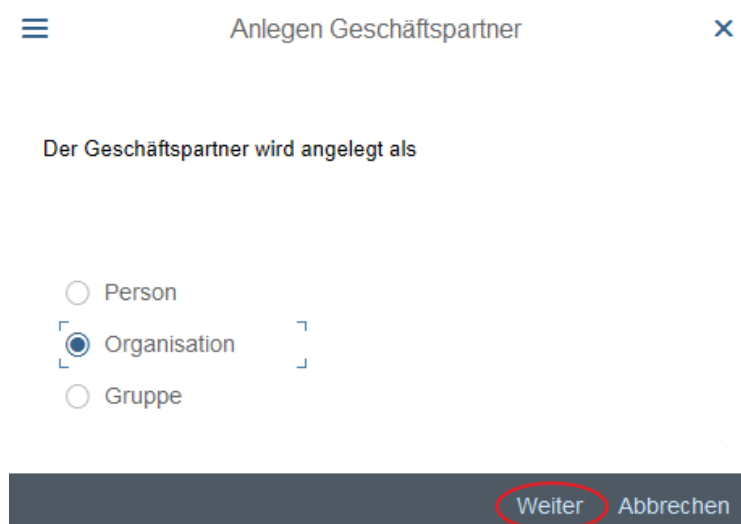 Anlegen Geschäftspartner
Der Geschäftspartner wird angelegt als
Person
Organisation
Gruppe
Weiter Abbrechen